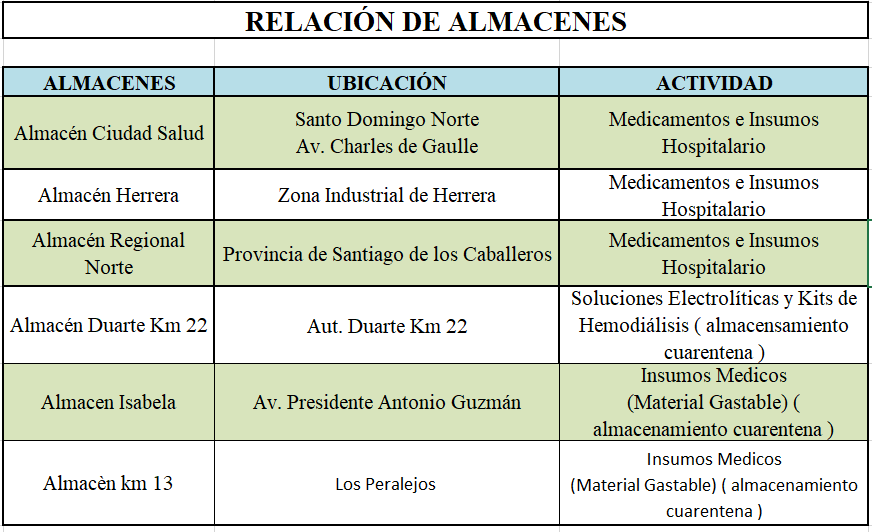 RELACIÓN DE ALMACENES
ALMACENES UBICACIÓN ACTIVIDAD
Almacén Ciudad Salud
Santo Domingo Norte
Av. Charles de Gaulle
Medicamentos e Insumos
Hospitalario
Almacén Herrera
Zona Industrial de Herrera
Medicamentos e Insumos
Hospitalario
Almacén Regional
Norte
Provincia de Santiago de los Caballeros
Medicamentos e Insumos
Hospitalario
Almacén Duarte Km 22
Aut. Duarte Km 22
Soluciones Electrolíticas y Kits de
Hemodiálisis ( almacensamiento
cuarentena )
Almacen Isabela
Av. Presidente Antonio Guzmán
Insumos Medicos
(Material Gastable) (
almacenamiento cuarentena )
Almacèn km 13
Los Peralejos
Insumos Medicos
(Material Gastable) ( almacenamiento
cuarentena )